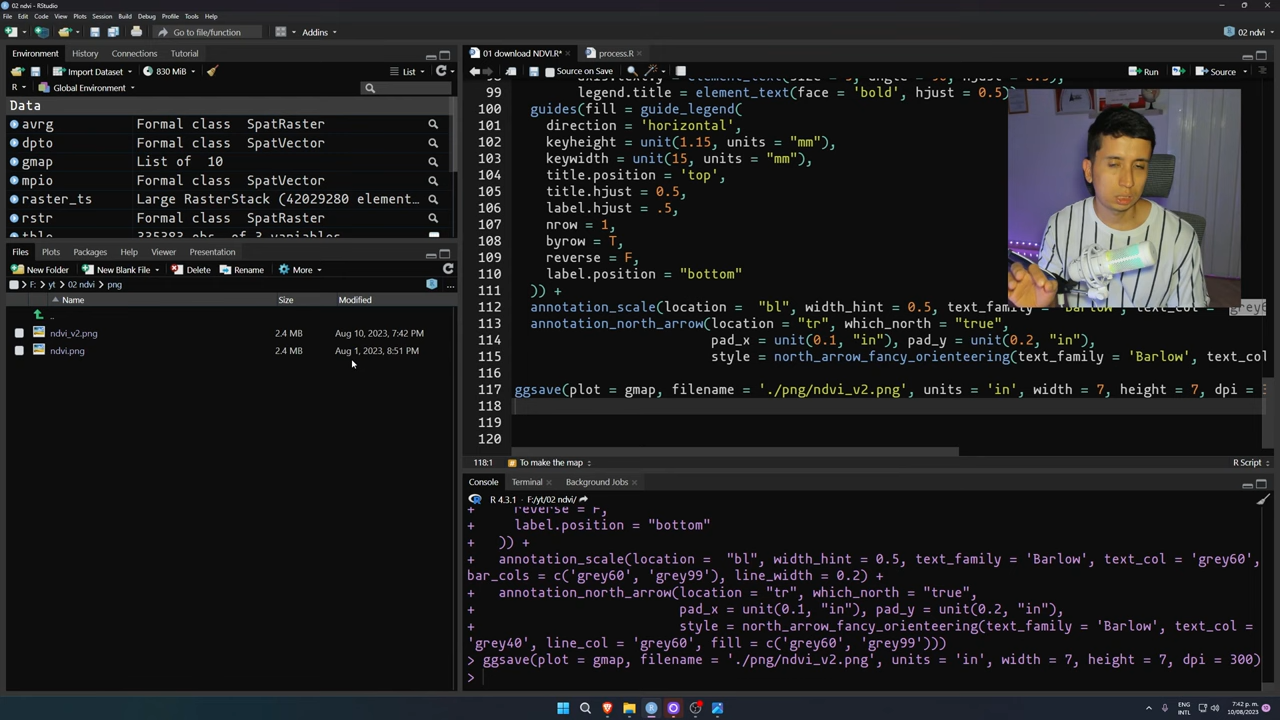 02 ndvi - RStudio
File Edit Code View Plots Session Build Debug Profile Tools Help
Go to file/function Addins 02 ndvi
Environment History Connections Tutorial
Import Dataset 830 MiB List
R Global Environment
Data
avrg Formal class SpatRaster
dpto Formal class SpatVector
gmap List of 10
mpio Formal class SpatVector
raster_ts Large RasterStack (42029280 element...
rstr Formal class SpatRaster
Files Plots Packages Help Viewer Presentation
New Folder New Blank File Delete Rename More
F: yt 02 ndvi png
Name Size Modified
..
ndvi_v2.png 2.4 MB Aug 10, 2023, 7:42 PM
ndvi.png 2.4 MB Aug 1, 2023, 8:51 PM
01 download NDVI.R* process.R
Source on Save Run Source
99 legend.title = element_text(face = 'bold', hjust = 0.5)) +
100 guides(fill = guide_legend(
101 direction = 'horizontal',
102 keyheight = unit(1.15, units = "mm"),
103 keywidth = unit(15, units = "mm"),
104 title.position = 'top',
105 title.hjust = 0.5,
106 label.hjust = .5,
107 nrow = 1,
108 byrow = T,
109 reverse = F,
110 label.position = "bottom"
111 )) +
112 annotation_scale(location = "bl", width_hint = 0.5, text_family = 'Barlow', text_col = 'grey6
113 annotation_north_arrow(location = "tr", which_north = "true",
114 pad_x = unit(0.1, "in"), pad_y = unit(0.2, "in"),
115 style = north_arrow_fancy_orienteering(text_family = 'Barlow', text_col
116
117 ggsave(plot = gmap, filename = './png/ndvi_v2.png', units = 'in', width = 7, height = 7, dpi =
118
119
120
118:1 To make the map R Script
Console Terminal Background Jobs
R 4.3.1 · F:/yt/02 ndvi/
+ reverse = F,
+ label.position = "bottom"
+ )) +
+ annotation_scale(location = "bl", width_hint = 0.5, text_family = 'Barlow', text_col = 'grey60',
bar_cols = c('grey60', 'grey99'), line_width = 0.2) +
+ annotation_north_arrow(location = "tr", which_north = "true",
+ pad_x = unit(0.1, "in"), pad_y = unit(0.2, "in"),
+ style = north_arrow_fancy_orienteering(text_family = 'Barlow', text_col =
'grey40', line_col = 'grey60', fill = c('grey60', 'grey99')))
> ggsave(plot = gmap, filename = './png/ndvi_v2.png', units = 'in', width = 7, height = 7, dpi = 300)
>
ENG
INTL
7:42 p. m.
10/08/2023